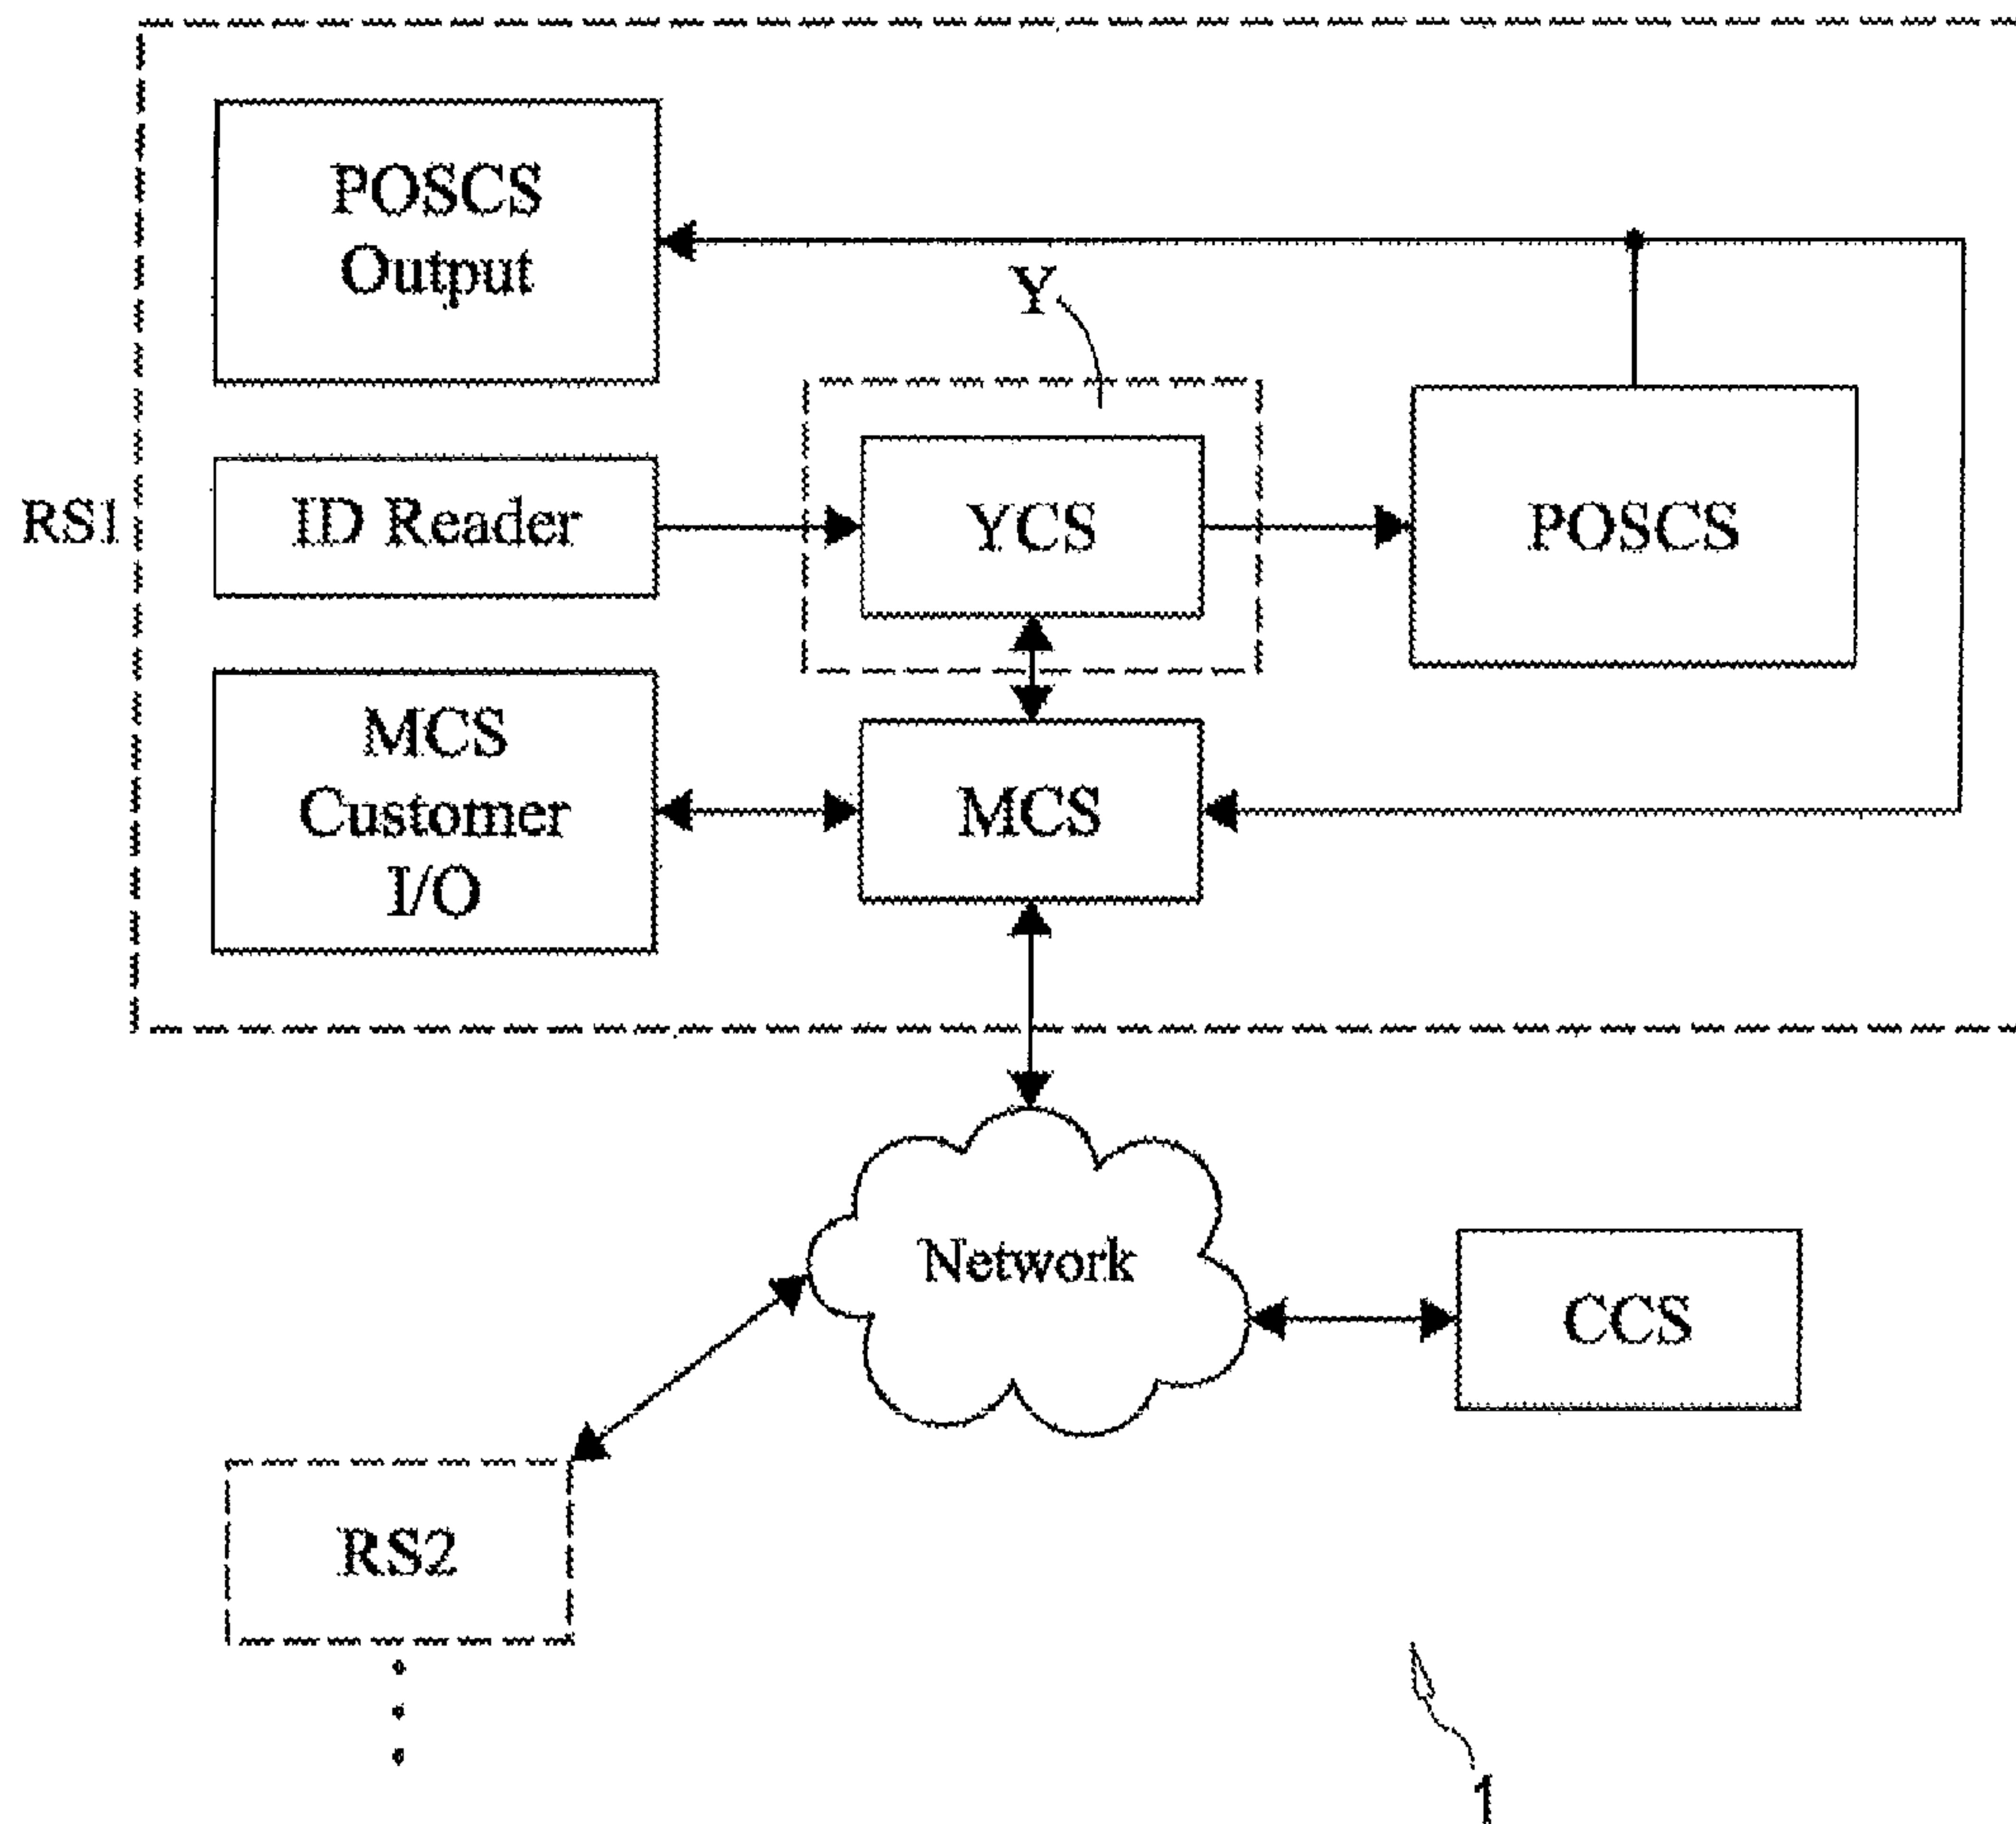 POSCS
Output
Y
RS1
ID Reader
YCS
POSCS
MCS
Customer
I/O
MCS
Network
CCS
RS2
1